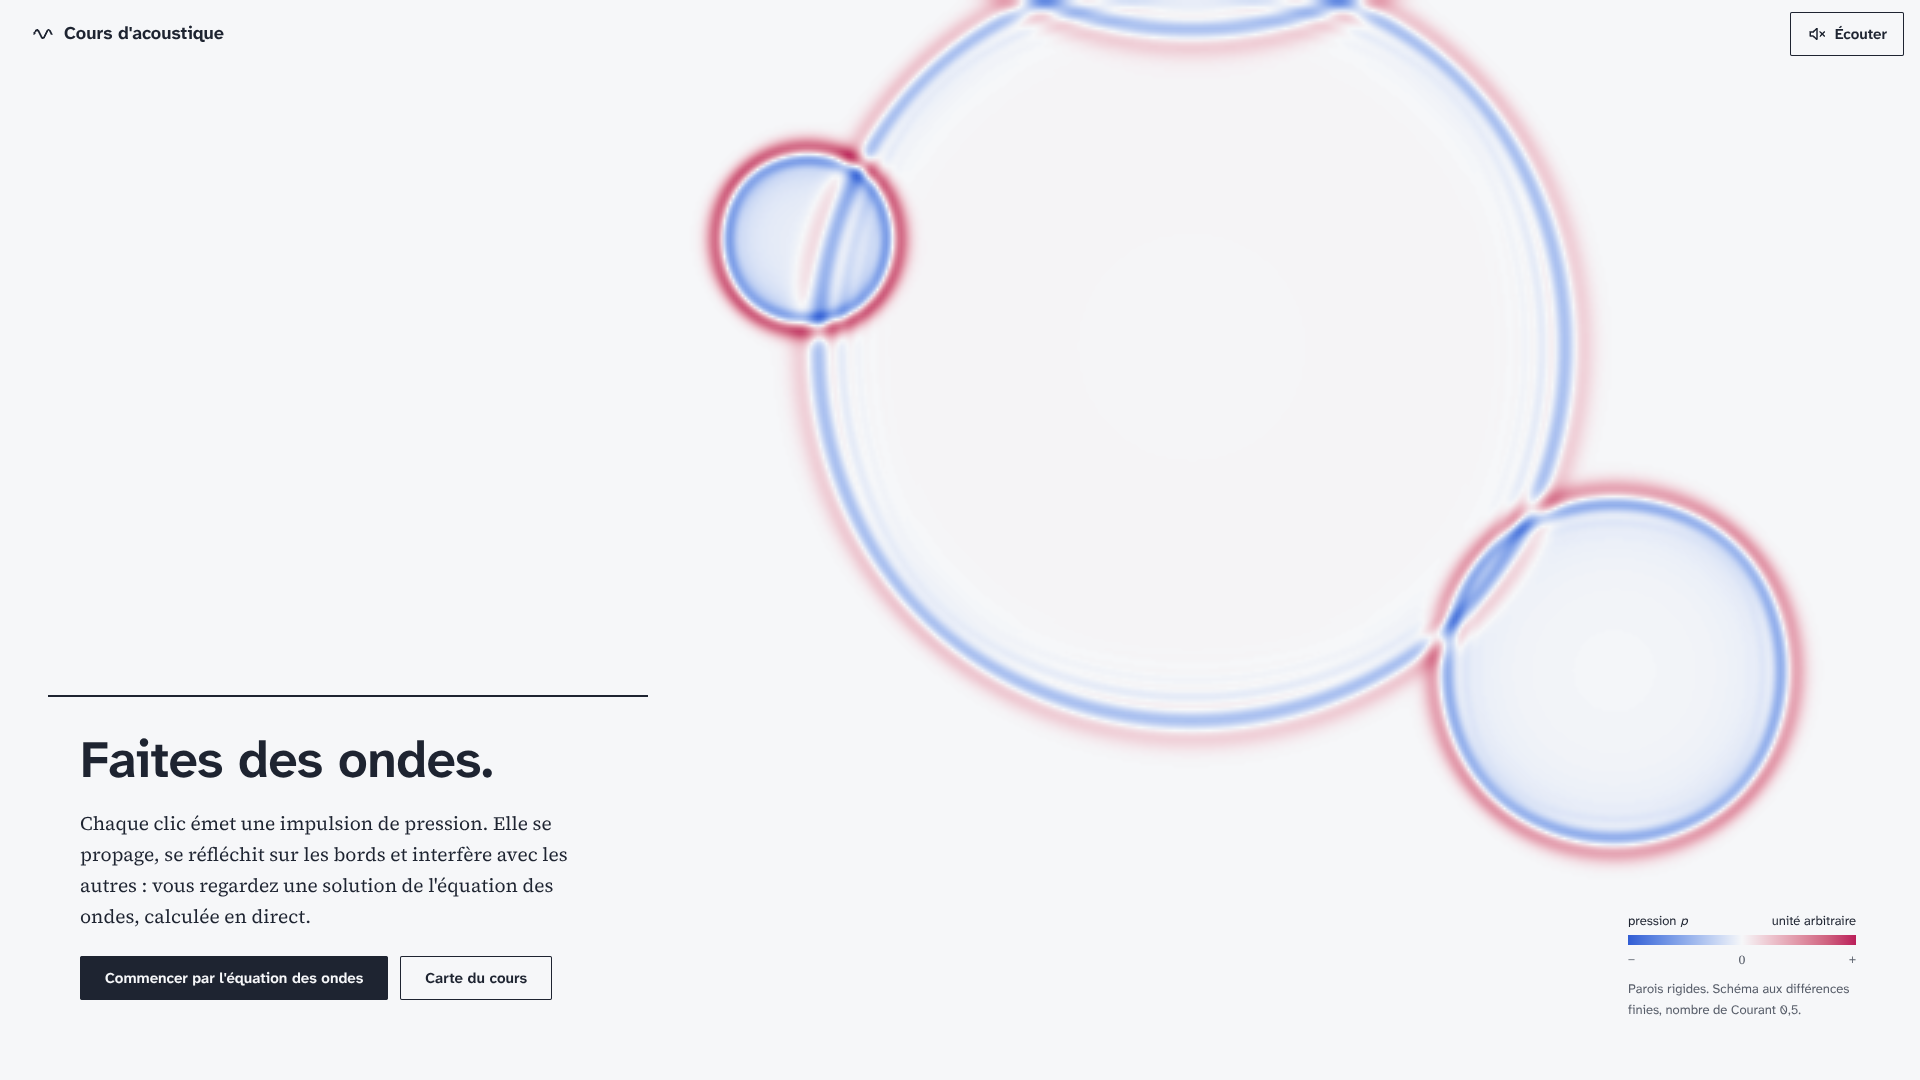 Cours d'acoustique
Écouter
Faites des ondes.
Chaque clic émet une impulsion de pression. Elle se
propage, se réfléchit sur les bords et interfère avec les
autres : vous regardez une solution de l'équation des
ondes, calculée en direct.
Commencer par l'équation des ondes
Carte du cours
pression p
unité arbitraire
− 0 +
Parois rigides. Schéma aux différences
finies, nombre de Courant 0,5.